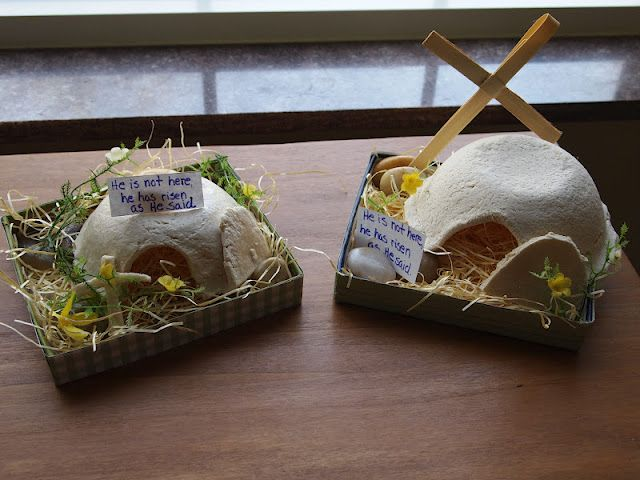 He is not here,
he has risen
as He said.
He is not here,
he has risen
as He said.